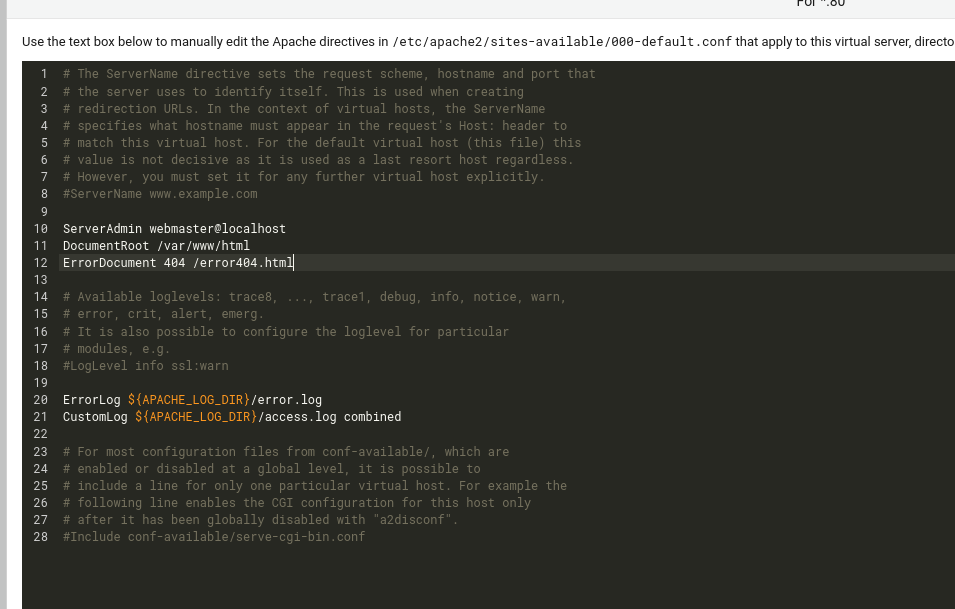 For *:80
Use the text box below to manually edit the Apache directives in /etc/apache2/sites-available/000-default.conf that apply to this virtual server, directo
1 # The ServerName directive sets the request scheme, hostname and port that
2 # the server uses to identify itself. This is used when creating
3 # redirection URLs. In the context of virtual hosts, the ServerName
4 # specifies what hostname must appear in the request's Host: header to
5 # match this virtual host. For the default virtual host (this file) this
6 # value is not decisive as it is used as a last resort host regardless.
7 # However, you must set it for any further virtual host explicitly.
8 #ServerName www.example.com
9
10 ServerAdmin webmaster@localhost
11 DocumentRoot /var/www/html
12 ErrorDocument 404 /error404.html
13
14 # Available loglevels: trace8, ..., trace1, debug, info, notice, warn,
15 # error, crit, alert, emerg.
16 # It is also possible to configure the loglevel for particular
17 # modules, e.g.
18 #LogLevel info ssl:warn
19
20 ErrorLog ${APACHE_LOG_DIR}/error.log
21 CustomLog ${APACHE_LOG_DIR}/access.log combined
22
23 # For most configuration files from conf-available/, which are
24 # enabled or disabled at a global level, it is possible to
25 # include a line for only one particular virtual host. For example the
26 # following line enables the CGI configuration for this host only
27 # after it has been globally disabled with "a2disconf".
28 #Include conf-available/serve-cgi-bin.conf